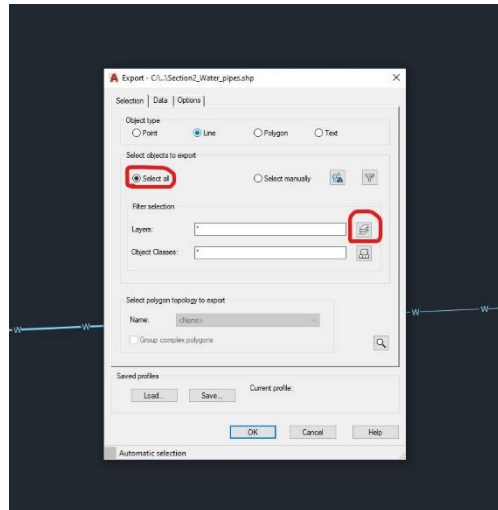 A Export - C:\..\Section2_Water_pipes.shp
Selection Data Options
Object type
Point Line Polygon Text
Select objects to export
Select all Select manually
Filter selection
Layers: *
Object Classes: *
Select polygon topology to export
Name: <None>
Group complex polygons
Saved profiles
Load... Save... Current profile:
OK Cancel Help
Automatic selection
W W W W